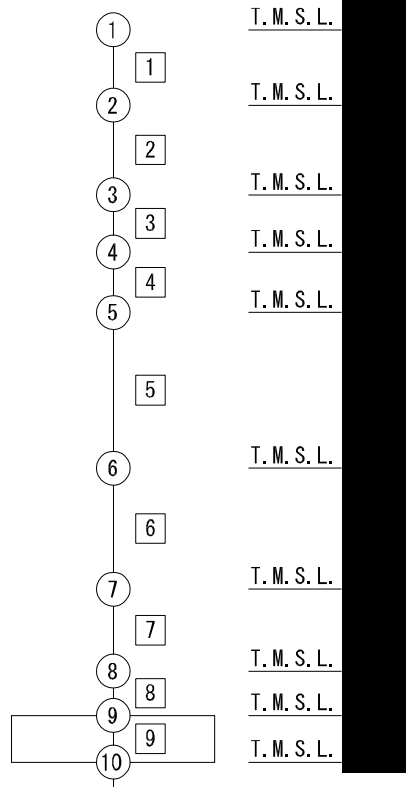 1 T.M.S.L.
1
2 T.M.S.L.
2
3 T.M.S.L.
3
4 T.M.S.L.
4
5 T.M.S.L.
5
6 T.M.S.L.
6
7 T.M.S.L.
7
8 T.M.S.L.
8
9 T.M.S.L.
9
10 T.M.S.L.